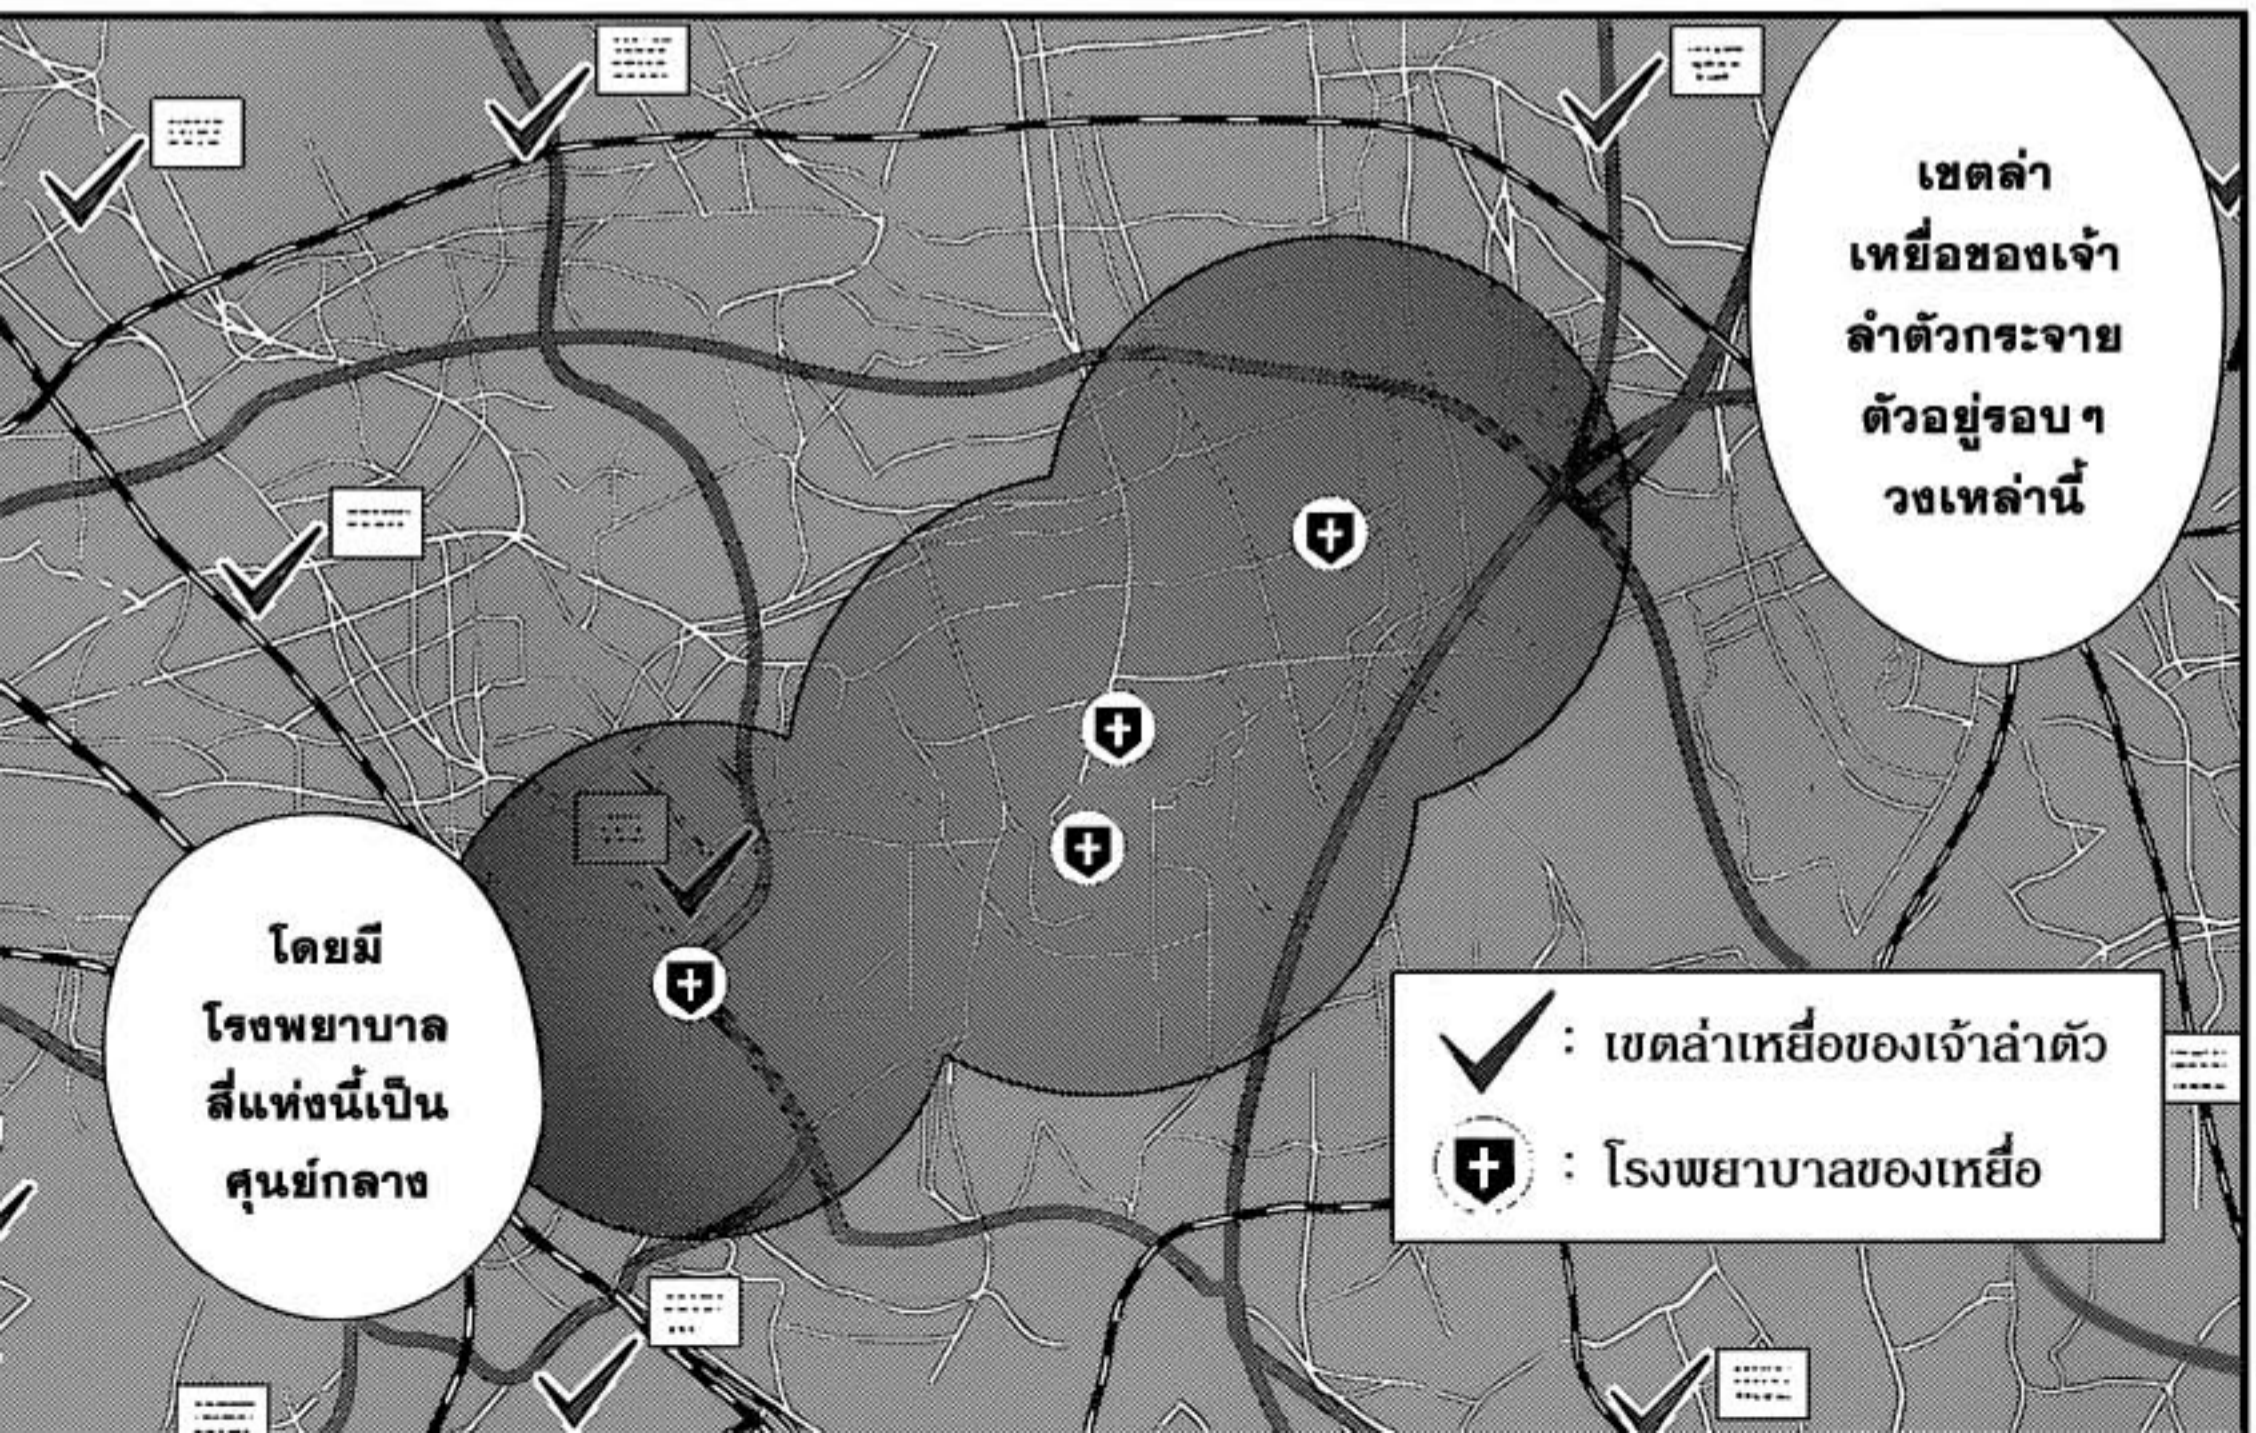 เขตล่า
เหยื่อของเจ้า
ลำตัวกระจาย
ตัวอยู่รอบๆ
วงเหล่านี้
โดยมี
โรงพยาบาล
สี่แห่งนี้เป็น
ศูนย์กลาง
: เขตล่าเหยื่อของเจ้าลำตัว
: โรงพยาบาลของเหยื่อ